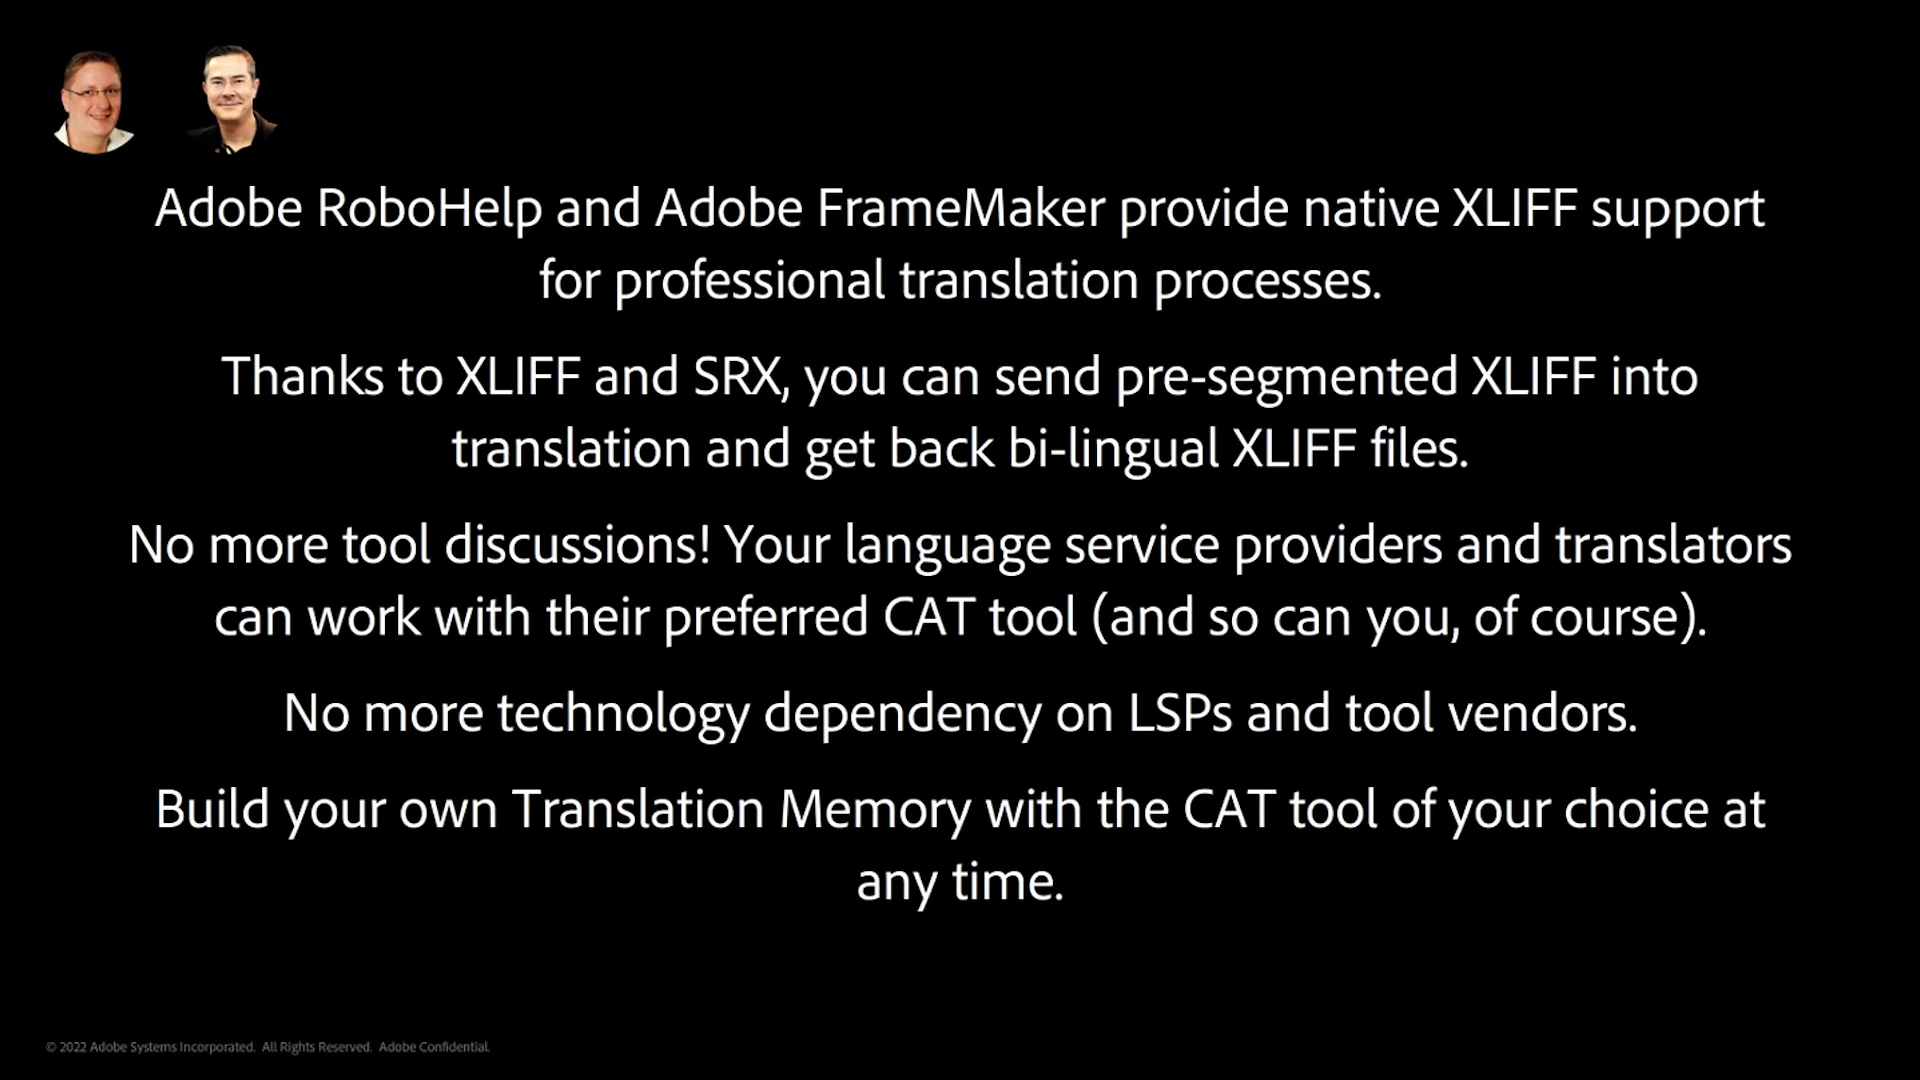 Adobe RoboHelp and Adobe FrameMaker provide native XLIFF support
for professional translation processes.
Thanks to XLIFF and SRX, you can send pre-segmented XLIFF into
translation and get back bi-lingual XLIFF files.
No more tool discussions! Your language service providers and translators
can work with their preferred CAT tool (and so can you, of course).
No more technology dependency on LSPs and tool vendors.
Build your own Translation Memory with the CAT tool of your choice at
any time.
© 2022 Adobe Systems Incorporated. All Rights Reserved. Adobe Confidential.